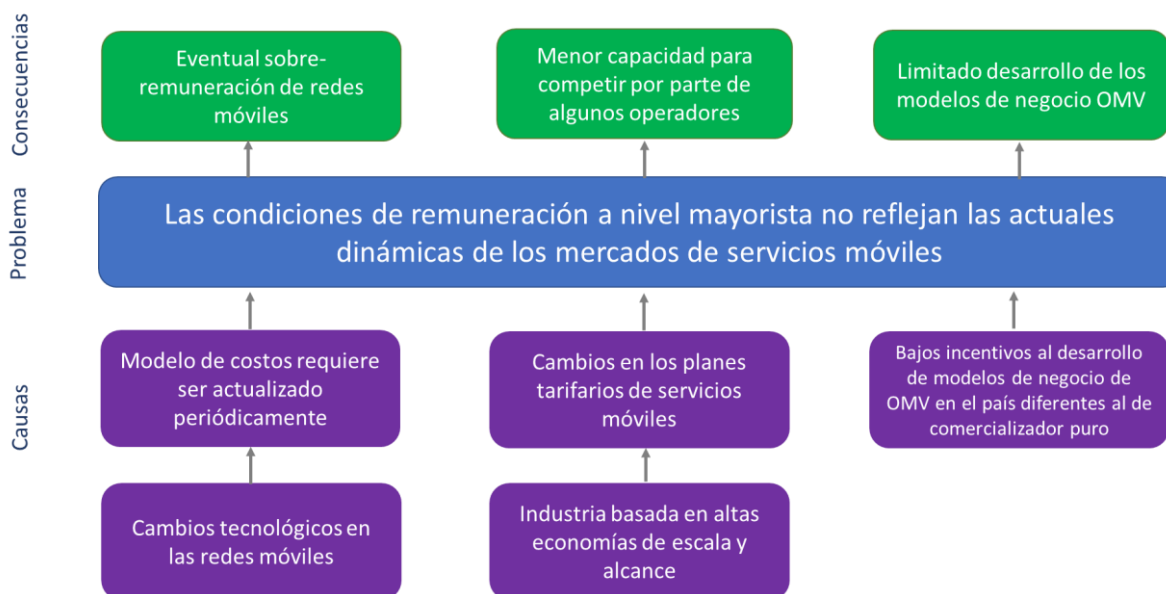 Consecuencias
Eventual sobre-
remuneración de redes
móviles
Menor capacidad para
competir por parte de
algunos operadores
Limitado desarrollo de los
modelos de negocio OMV
Problema
Las condiciones de remuneración a nivel mayorista no reflejan las actuales
dinámicas de los mercados de servicios móviles
Causas
Modelo de costos requiere
ser actualizado
periódicamente
Cambios en los planes
tarifarios de servicios
móviles
Bajos incentivos al desarrollo
de modelos de negocio de
OMV en el país diferentes al de
comercializador puro
Cambios tecnológicos en
las redes móviles
Industria basada en altas
economías de escala y
alcance